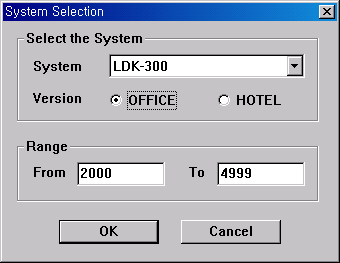 System Selection
Select the System
System LDK-300
Version OFFICE HOTEL
Range
From 2000 To 4999
OK Cancel